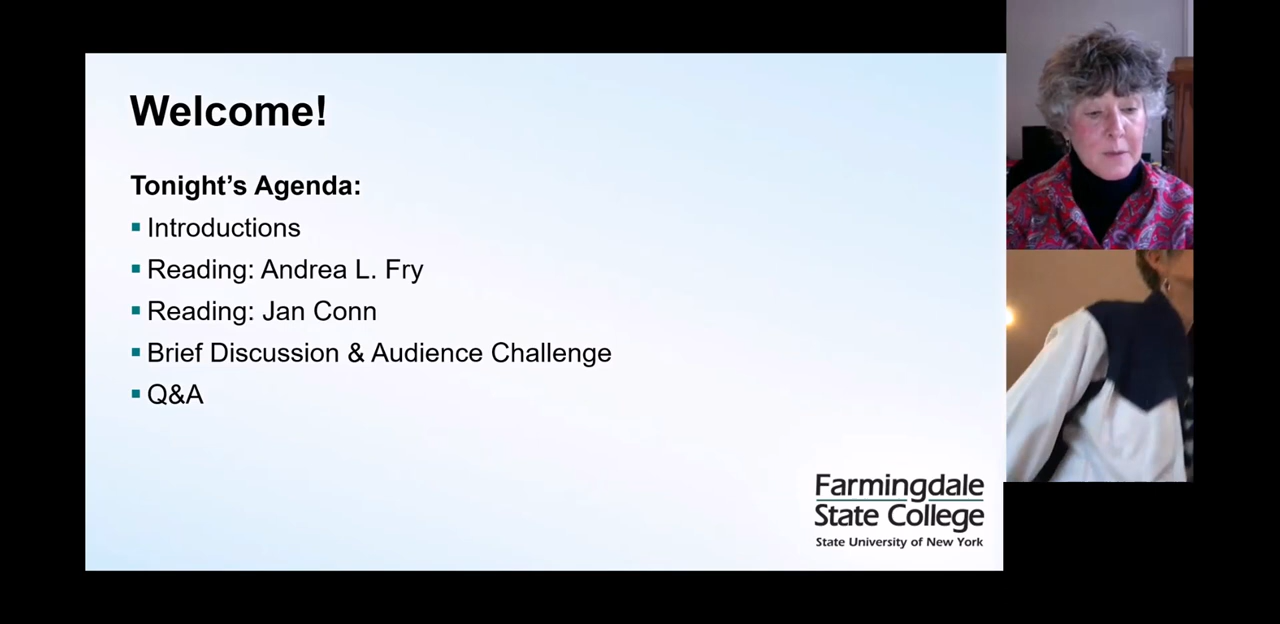 Welcome!
Tonight’s Agenda:
Introductions
Reading: Andrea L. Fry
Reading: Jan Conn
Brief Discussion & Audience Challenge
Q&A
Farmingdale
State College
State University of New York